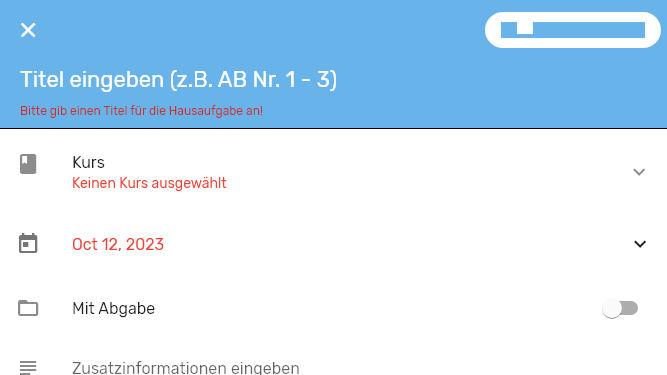 Titel eingeben (z.B. AB Nr. 1 - 3)
Bitte gib einen Titel für die Hausaufgabe an!
Kurs
Keinen Kurs ausgewählt
Oct 12, 2023
Mit Abgabe
Zusatzinformationen eingeben